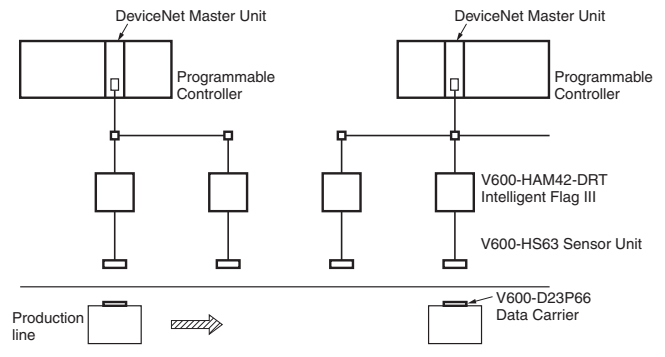 DeviceNet Master Unit
DeviceNet Master Unit
Programmable
Controller
Programmable
Controller
V600-HAM42-DRT
Intelligent Flag III
V600-HS63 Sensor Unit
V600-D23P66
Data Carrier
Production
line